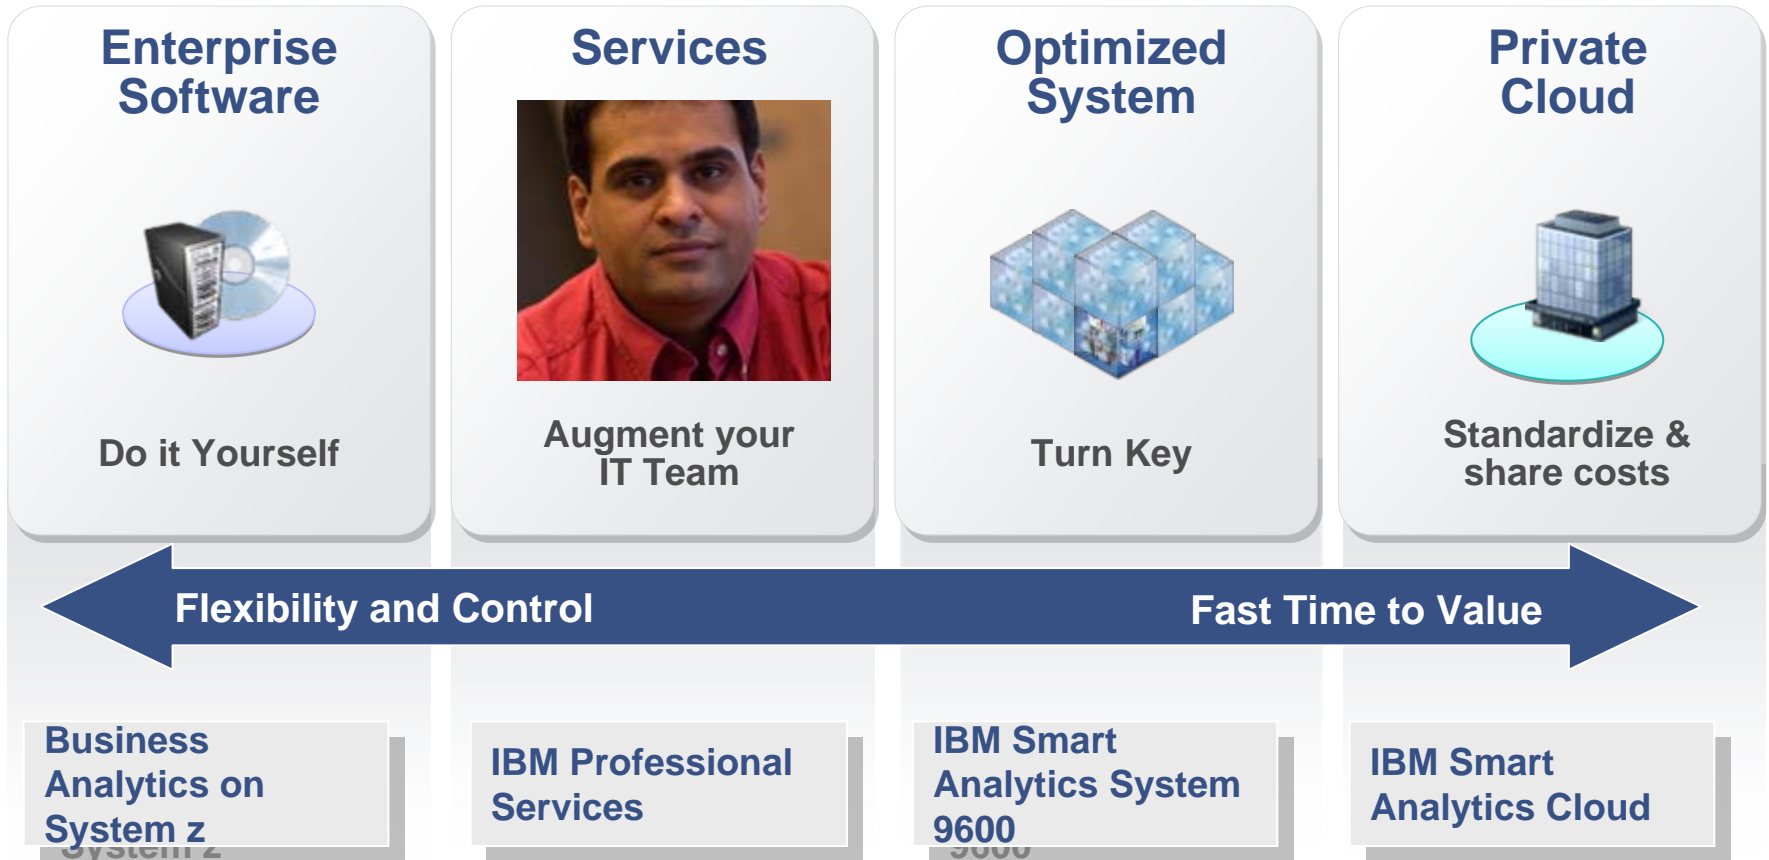 Enterprise
Software
Services
Optimized
System
Private
Cloud
Do it Yourself
Augment your
IT Team
Turn Key
Standardize &
share costs
Flexibility and Control
Fast Time to Value
Business
Analytics on
System z
IBM Professional
Services
IBM Smart
Analytics System
9600
IBM Smart
Analytics Cloud